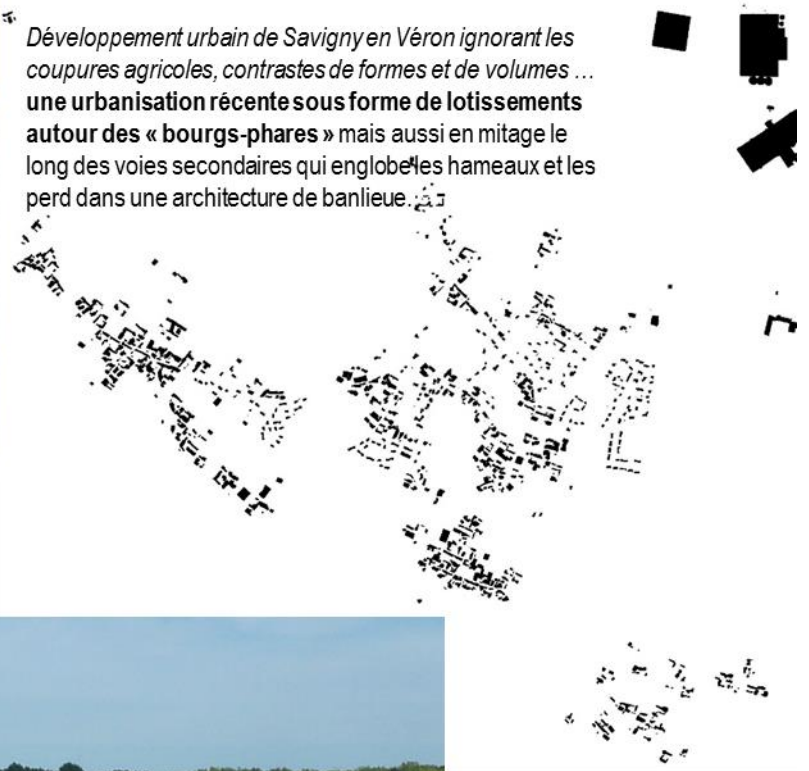 Développement urbain de Savigny en Véron ignorant les
coupures agricoles, contrastes de formes et de volumes …
une urbanisation récente sous forme de lotissements
autour des « bourgs-phares » mais aussi en mitage le
long des voies secondaires qui englobe les hameaux et les
perd dans une architecture de banlieue.